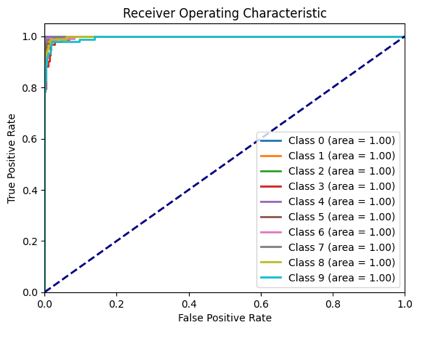 Receiver Operating Characteristic
True Positive Rate
1.0
0.8
0.6
0.4
0.2
0.0
Class 0 (area = 1.00)
Class 1 (area = 1.00)
Class 2 (area = 1.00)
Class 3 (area = 1.00)
Class 4 (area = 1.00)
Class 5 (area = 1.00)
Class 6 (area = 1.00)
Class 7 (area = 1.00)
Class 8 (area = 1.00)
Class 9 (area = 1.00)
0.0 0.2 0.4 0.6 0.8 1.0
False Positive Rate